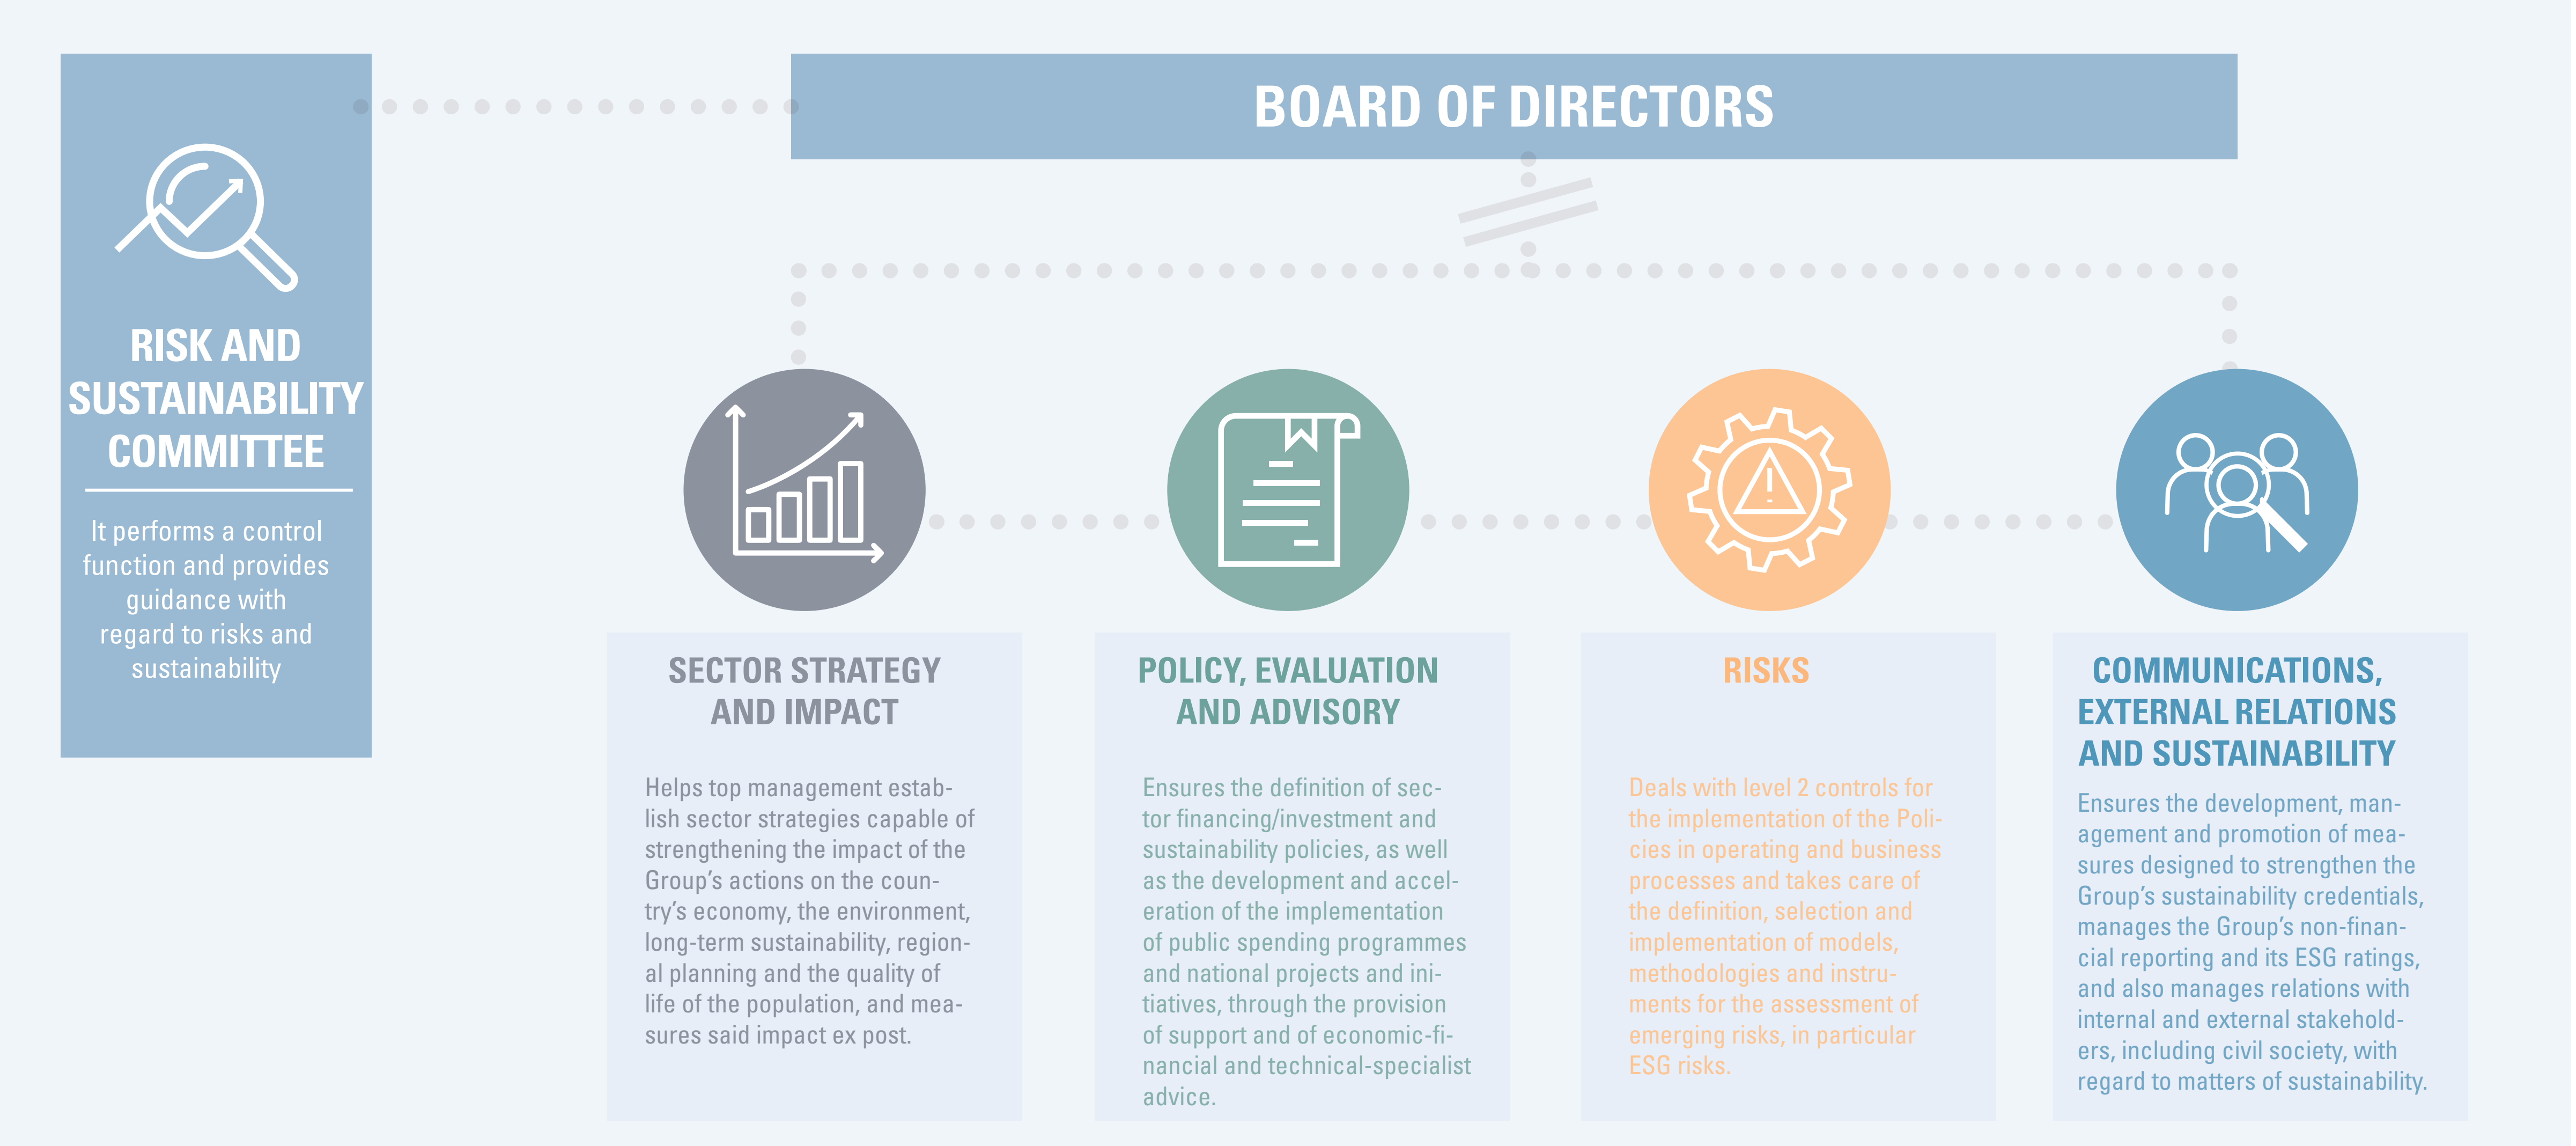 BOARD OF DIRECTORS
RISK AND
SUSTAINABILITY
COMMITTEE
It performs a control
function and provides
guidance with
regard to risks and
sustainability
SECTOR STRATEGY
AND IMPACT
Helps top management estab-
lish sector strategies capable of
strengthening the impact of the
Group’s actions on the coun-
try’s economy, the environment,
long-term sustainability, region-
al planning and the quality of
life of the population, and mea-
sures said impact ex post.
POLICY, EVALUATION
AND ADVISORY
Ensures the definition of sec-
tor financing/investment and
sustainability policies, as well
as the development and accel-
eration of the implementation
of public spending programmes
and national projects and ini-
tiatives, through the provision
of support and of economic-fi-
nancial and technical-specialist
advice.
RISKS
Deals with level 2 controls for
the implementation of the Poli-
cies in operating and business
processes and takes care of
the definition, selection and
implementation of models,
methodologies and instru-
ments for the assessment of
emerging risks, in particular
ESG risks.
COMMUNICATIONS,
EXTERNAL RELATIONS
AND SUSTAINABILITY
Ensures the development, man-
agement and promotion of mea-
sures designed to strengthen the
Group’s sustainability credentials,
manages the Group’s non-finan-
cial reporting and its ESG ratings,
and also manages relations with
internal and external stakehold-
ers, including civil society, with
regard to matters of sustainability.